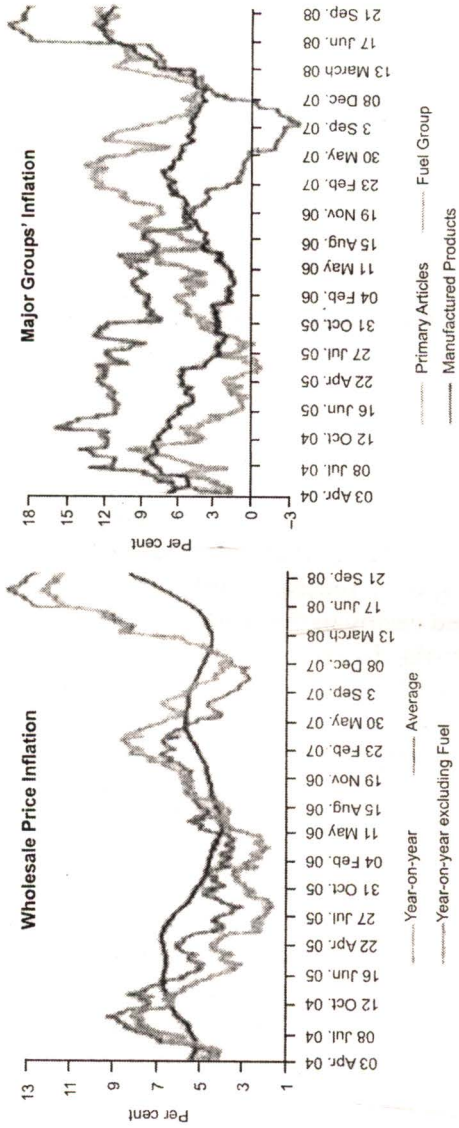 Wholesale Price Inflation
Per cent
13
11
9
7
5
3
1
03 Apr. 04
08 Jul. 04
12 Oct. 04
16 Jun. 05
22 Apr. 05
27 Jul. 05
31 Oct. 05
04 Feb. 06
11 May 06
15 Aug. 06
19 Nov. 06
23 Feb. 07
30 May. 07
3 Sep. 07
08 Dec. 07
13 March 08
17 Jun. 08
21 Sep. 08
Year-on-year
Average
Year-on-year excluding Fuel
Major Groups' Inflation
Per cent
18
15
12
9
6
3
0
–3
03 Apr. 04
08 Jul. 04
12 Oct. 04
16 Jun. 05
22 Apr. 05
27 Jul. 05
31 Oct. 05
04 Feb. 06
11 May 06
15 Aug. 06
19 Nov. 06
23 Feb. 07
30 May. 07
3 Sep. 07
08 Dec. 07
13 March 08
17 Jun. 08
21 Sep. 08
Primary Articles
Fuel Group
Manufactured Products